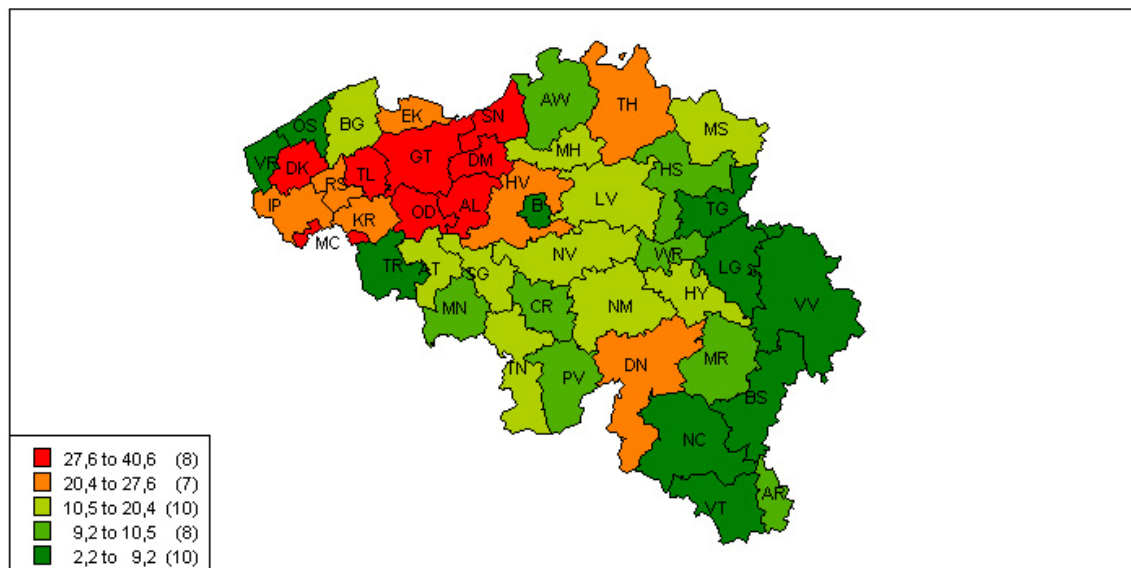 AW
TH
OS
BG
EK
SN
MS
VR
DK
TL
GT
DM
MH
HS
RS
HV
IP
KR
OD
AL
B
LV
TG
MC
TR
AT
SG
NV
WR
LG
MN
CR
NM
HY
VV
TN
PV
DN
MR
BS
NC
VT
AR
27,6 to 40,6 (8)
20,4 to 27,6 (7)
10,5 to 20,4 (10)
9,2 to 10,5 (8)
2,2 to 9,2 (10)